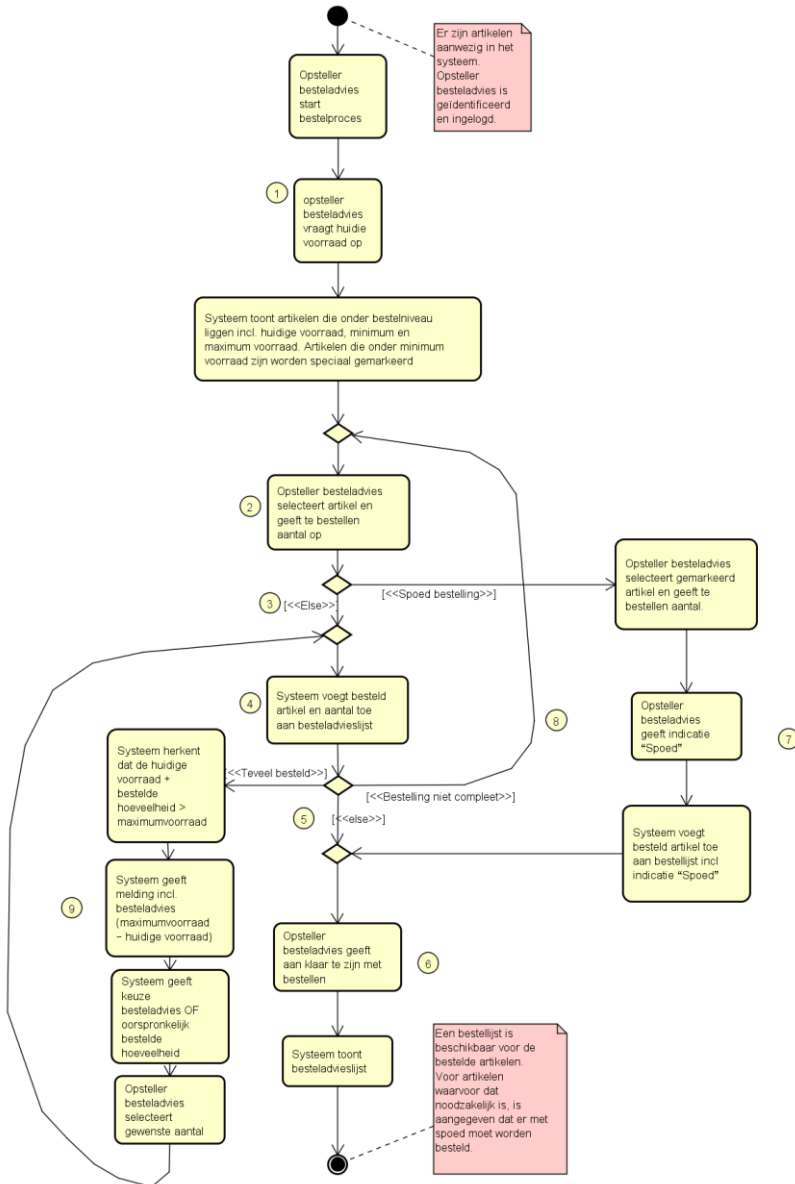 Er zijn artikelen
aanwezig in het
systeem.
Opsteller
besteladvies is
geïdentificeerd
en ingelogd.
Opsteller
besteladvies
start
bestelproces
1
opsteller
besteladvies
vraagt huidie
voorraad op
Systeem toont artikelen die onder bestelniveau
liggen incl. huidige voorraad, minimum en
maximum voorraad. Artikelen die onder minimum
voorraad zijn worden speciaal gemarkeerd
2
Opsteller besteladvies
selecteert artikel en
geeft te bestellen
aantal op
3
[<<Else>>]
[<<Spoed bestelling>>]
Opsteller besteladvies
selecteert gemarkeerd
artikel en geeft te
bestellen aantal.
4
Systeem voegt besteld
artikel en aantal toe
aan besteladvieslijst
Opsteller
besteladvies
geeft indicatie
“Spoed”
7
8
Systeem herkent
dat de huidige
voorraad +
bestelde
hoeveelheid >
maximumvoorraad
[<<Teveel besteld>>]
[<<Bestelling niet compleet>>]
5
[<<else>>]
Systeem voegt
besteld artikel toe
aan bestellijst incl
indicatie “Spoed”
9
Systeem geeft
melding incl.
besteladvies
(maximumvoorraad
– huidige voorraad)
Opsteller
besteladvies geeft
aan klaar te zijn met
bestellen
6
Systeem geeft
keuze
besteladvies OF
oorspronkelijk
bestelde
hoeveelheid
Systeem toont
besteladvieslijst
Opsteller
besteladvies
selecteert
gewenste aantal
Een bestellijst is
beschikbaar voor de
bestelde artikelen.
Voor artikelen
waarvoor dat
noodzakelijk is, is
aangegeven dat er met
spoed moet worden
besteld.